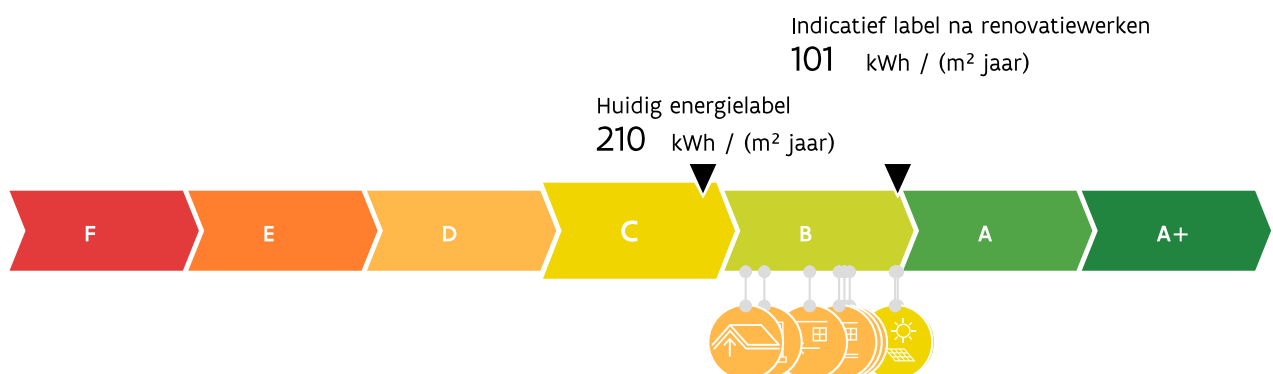 Indicatief label na renovatiewerken
101 kWh / (m² jaar)
Huidig energielabel
210 kWh / (m² jaar)
F E D C B A A+